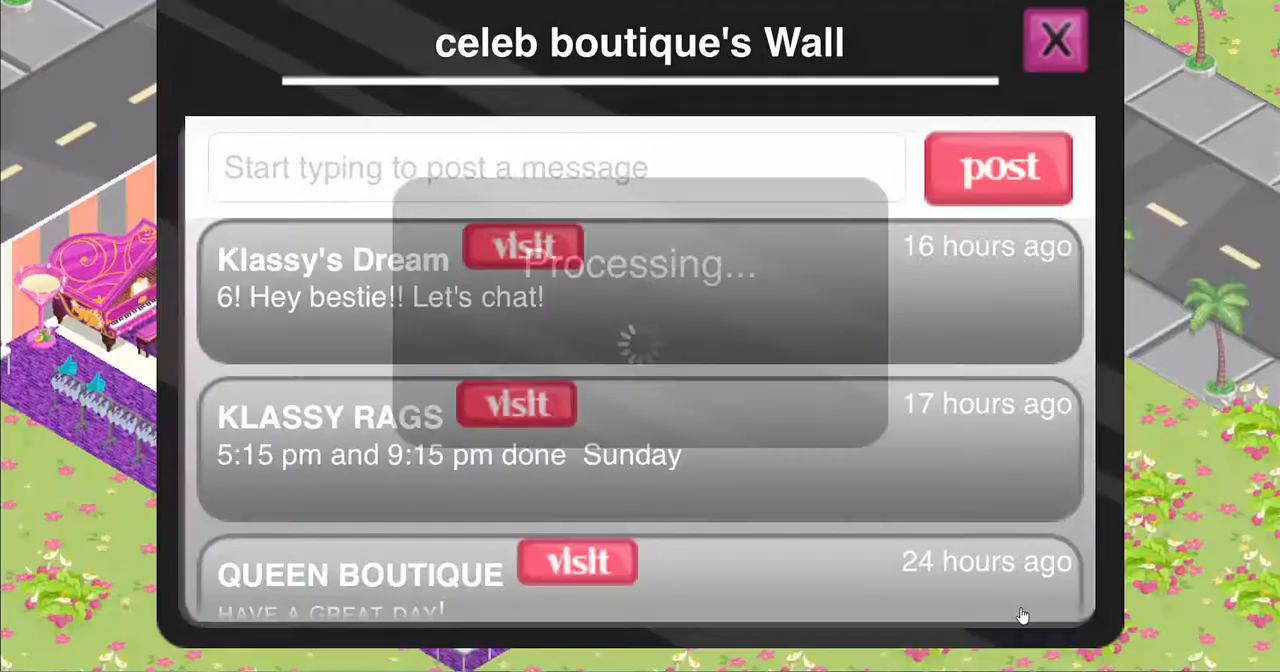 celeb boutique's Wall
X
Start typing to post a message
post
Klassy's Dream
visit
16 hours ago
Processing...
6! Hey bestie!! Let's chat!
KLASSY RAGS
visit
17 hours ago
5:15 pm and 9:15 pm done  Sunday
QUEEN BOUTIQUE
visit
24 hours ago
HAVE A GREAT DAY!